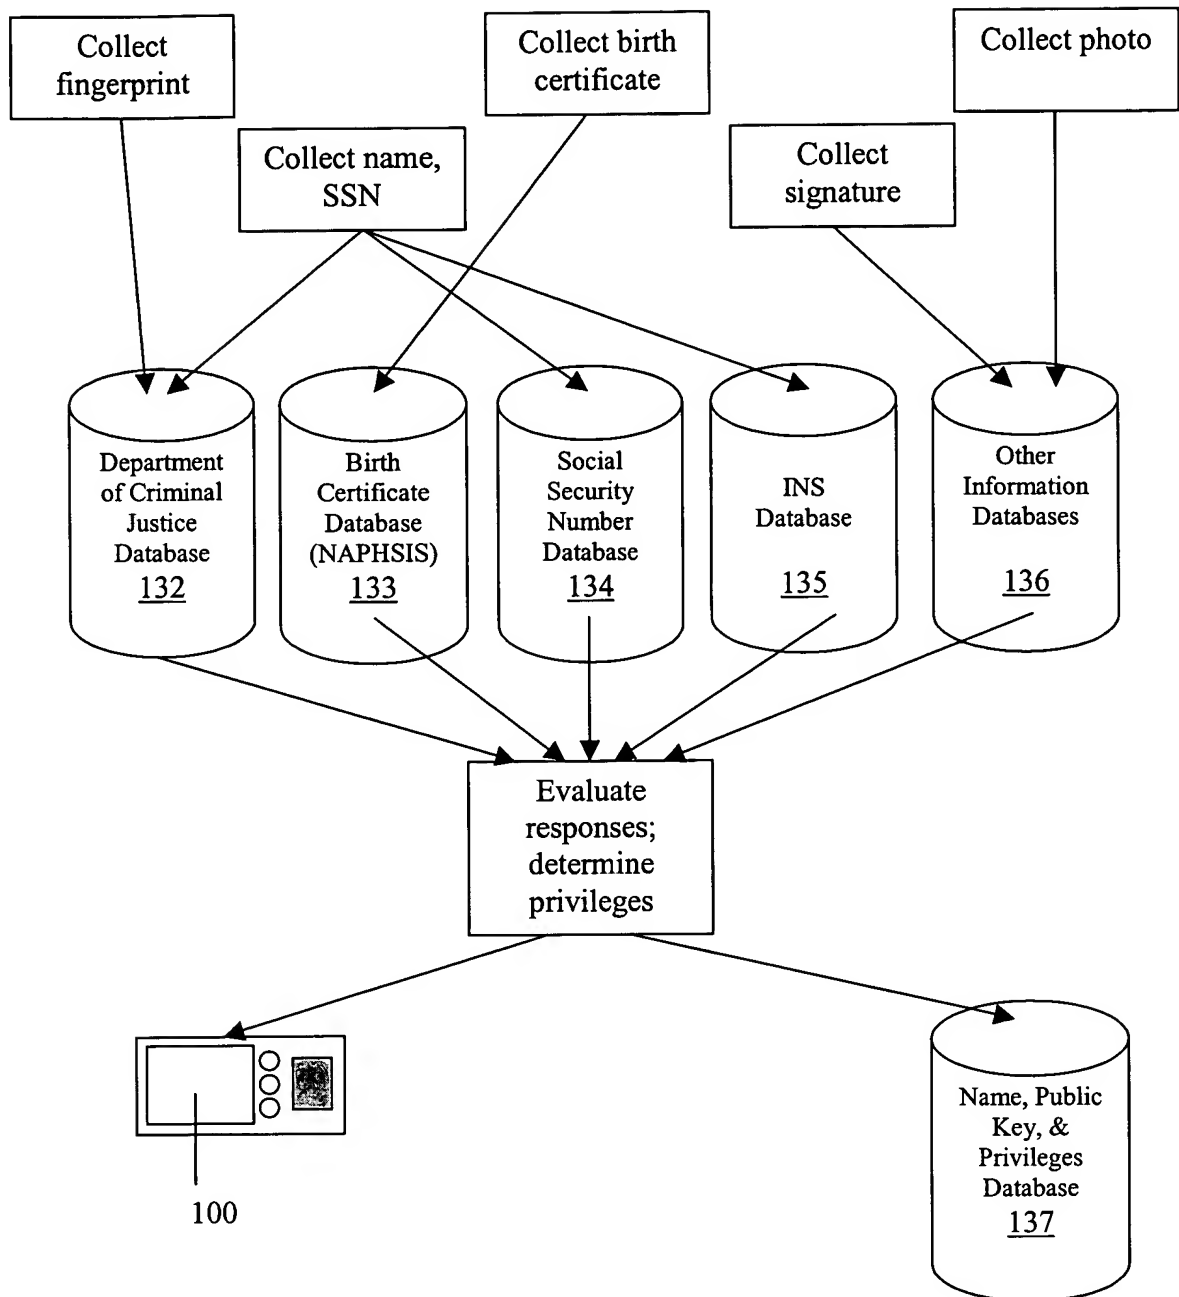 Collect
fingerprint
Collect birth
certificate
Collect photo
Collect name,
SSN
Collect
signature
Department
of Criminal
Justice
Database
132
Birth
Certificate
Database
(NAPHSIS)
133
Social
Security
Number
Database
134
INS
Database
135
Other
Information
Databases
136
Evaluate
responses;
determine
privileges
100
Name, Public
Key, &
Privileges
Database
137